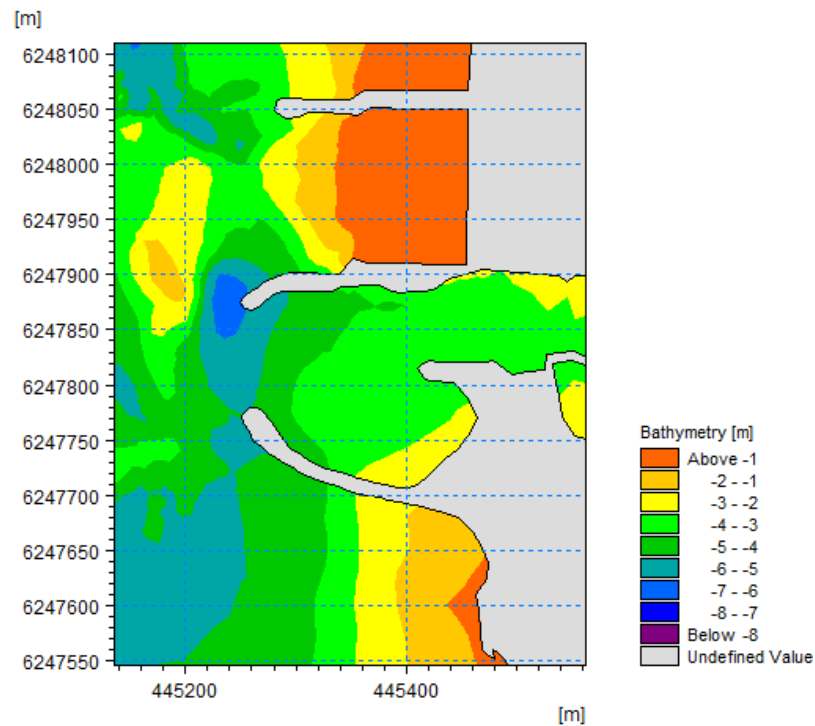 [m]
6248100
6248050
6248000
6247950
6247900
6247850
6247800
6247750
6247700
6247650
6247600
6247550
445200 445400
[m]
Bathymetry [m]
Above -1
-2 - -1
-3 - -2
-4 - -3
-5 - -4
-6 - -5
-7 - -6
-8 - -7
Below -8
Undefined Value